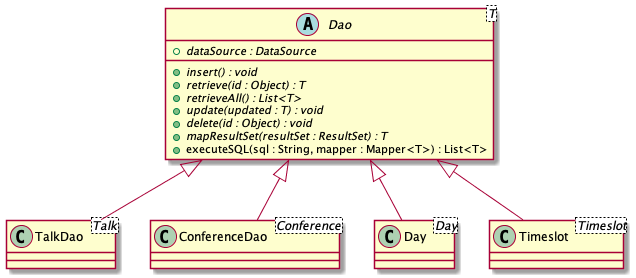 T
A Dao
dataSource : DataSource
insert() : void
retrieve(id : Object) : T
retrieveAll() : List<T>
update(updated : T) : void
delete(id : Object) : void
mapResultSet(resultSet : ResultSet) : T
executeSQL(sql : String, mapper : Mapper<T>) : List<T>
Talk
C TalkDao
Conference
C ConferenceDao
Day
C Day
Timeslot
C Timeslot